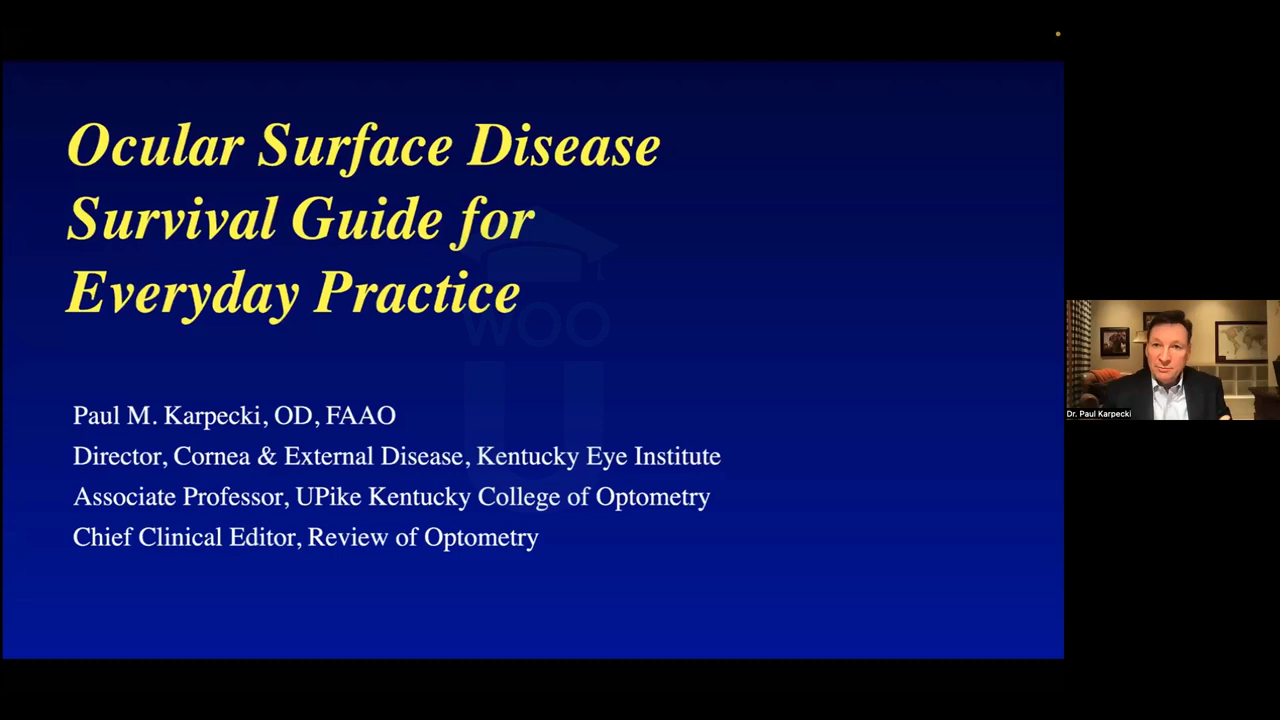 Ocular Surface Disease
Survival Guide for
Everyday Practice
WOO
U
Paul M. Karpecki, OD, FAAO
Director, Cornea & External Disease, Kentucky Eye Institute
Associate Professor, UPike Kentucky College of Optometry
Chief Clinical Editor, Review of Optometry
Dr. Paul Karpecki